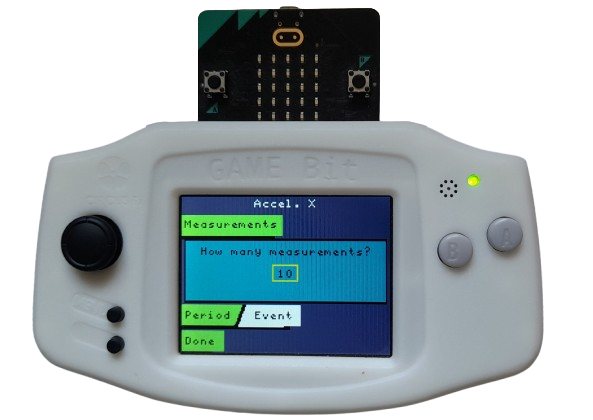 GAME Bit
Accel. X
Measurements
How many measurements?
10
Period Event
Done
B